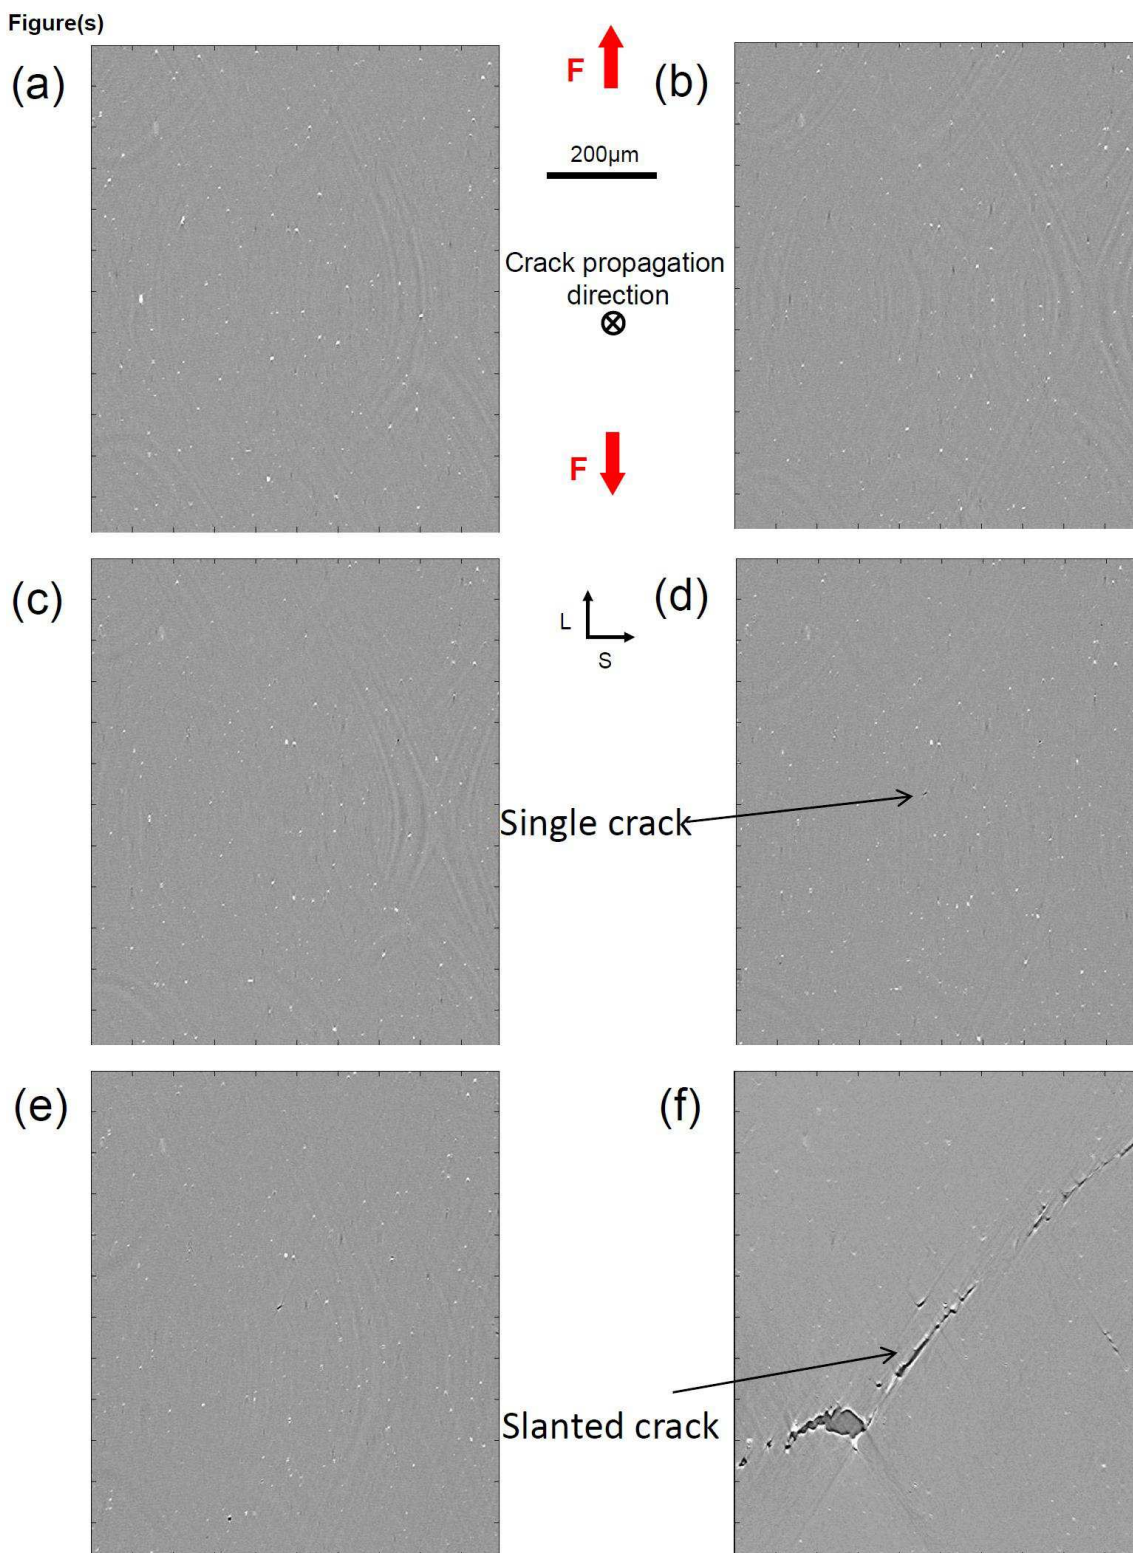 Figure(s)
(a)
F
(b)
200µm
Crack propagation
direction
F
(c)
(d)
L
S
Single crack
(e)
(f)
Slanted crack